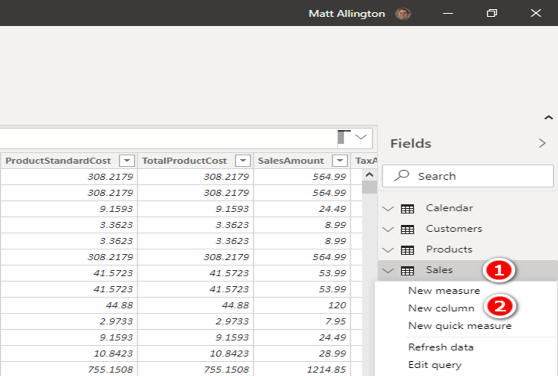 Matt Allington
Fields
Search
ProductStandardCost TotalProductCost SalesAmount TaxA
308.2179 308.2179 564.99
308.2179 308.2179 564.99
9.1593 9.1593 24.49
3.3623 3.3623 8.99
3.3623 3.3623 8.99
308.2179 308.2179 564.99
41.5723 41.5723 53.99
41.5723 41.5723 53.99
44.88 44.88 120
2.9733 2.9733 7.95
9.1593 9.1593 24.49
10.8423 10.8423 28.99
755.1508 755.1508 1214.85
Calendar
Customers
Products
Sales 1
New measure
New column 2
New quick measure
Refresh data
Edit query